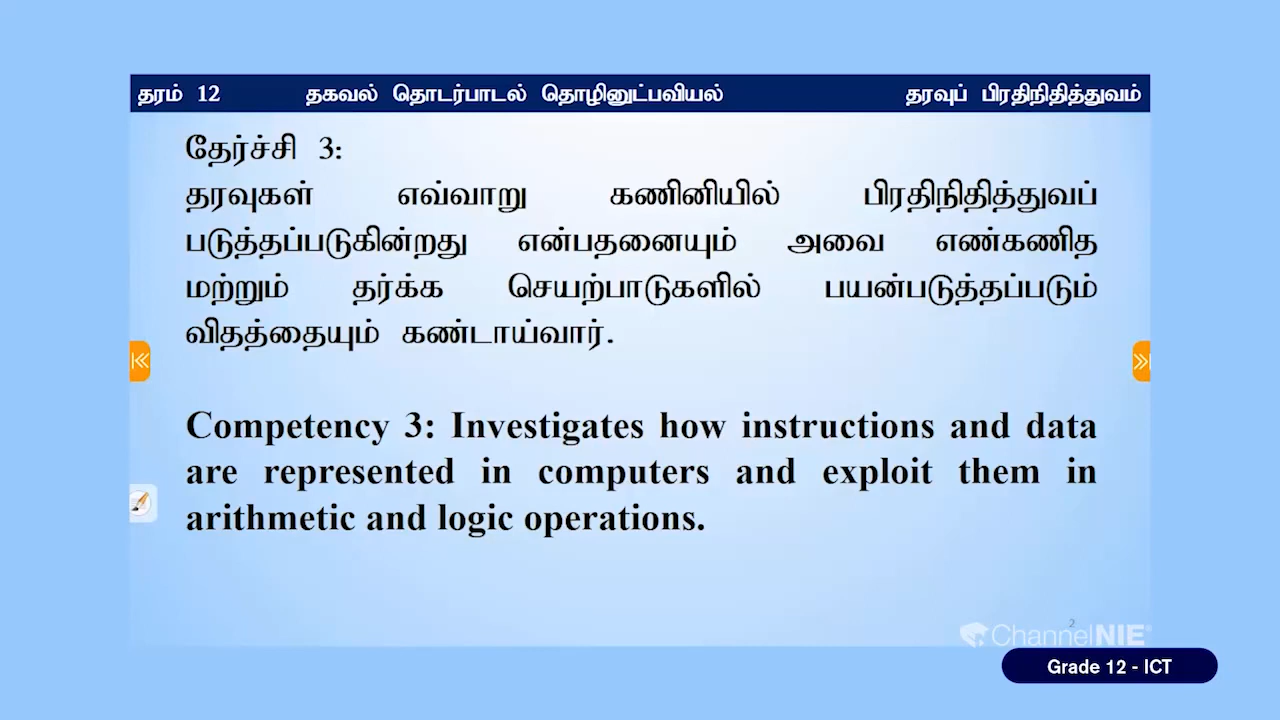 தரம் 12 தகவல் தொடர்பாடல் தொழினுட்பவியல் தரவுப் பிரதிநிதித்துவம்
தேர்ச்சி 3:
தரவுகள் எவ்வாறு கணினியில் பிரதிநிதித்துவப்
படுத்தப்படுகின்றது என்பதனையும் அவை எண்கணித
மற்றும் தர்க்க செயற்பாடுகளில் பயன்படுத்தப்படும்
விதத்தையும் கண்டாய்வார்.
Competency 3: Investigates how instructions and data
are represented in computers and exploit them in
arithmetic and logic operations.
2
ChannelNIE
Grade 12 - ICT